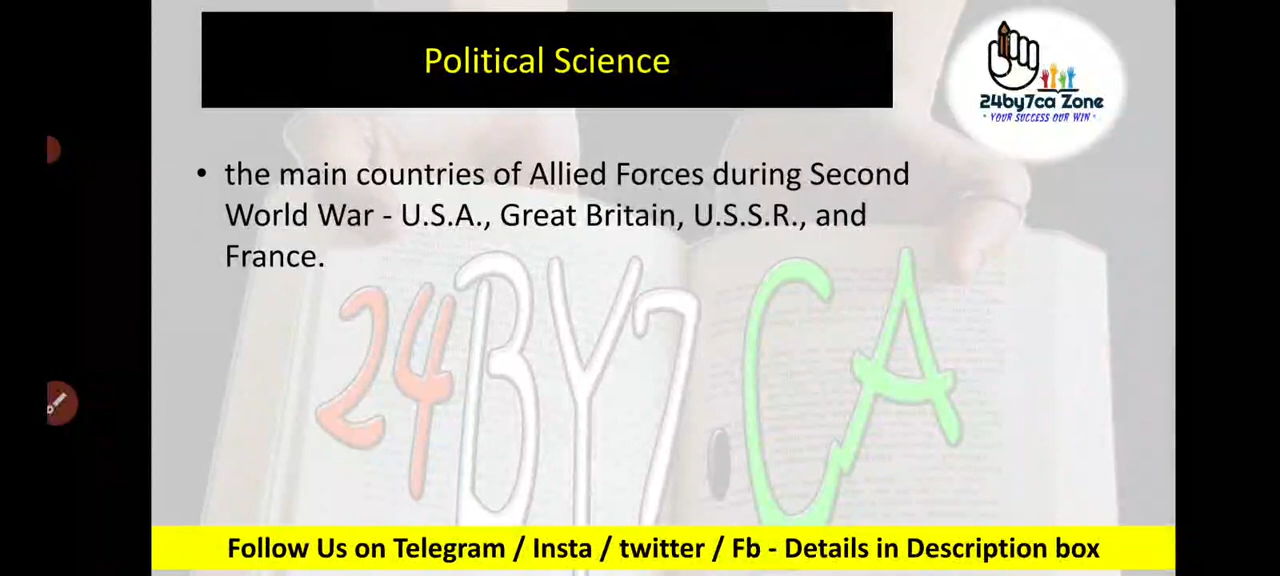 Political Science
24by7ca Zone
* YOUR SUCCESS OUR WIN *
• the main countries of Allied Forces during Second
World War - U.S.A., Great Britain, U.S.S.R., and
France.
24BY7.CA
Follow Us on Telegram / Insta / twitter / Fb - Details in Description box